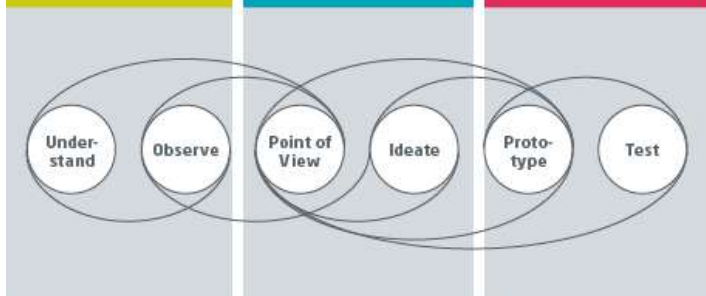 Under-
stand
Observe
Point of
View
Ideate
Proto-
type
Test